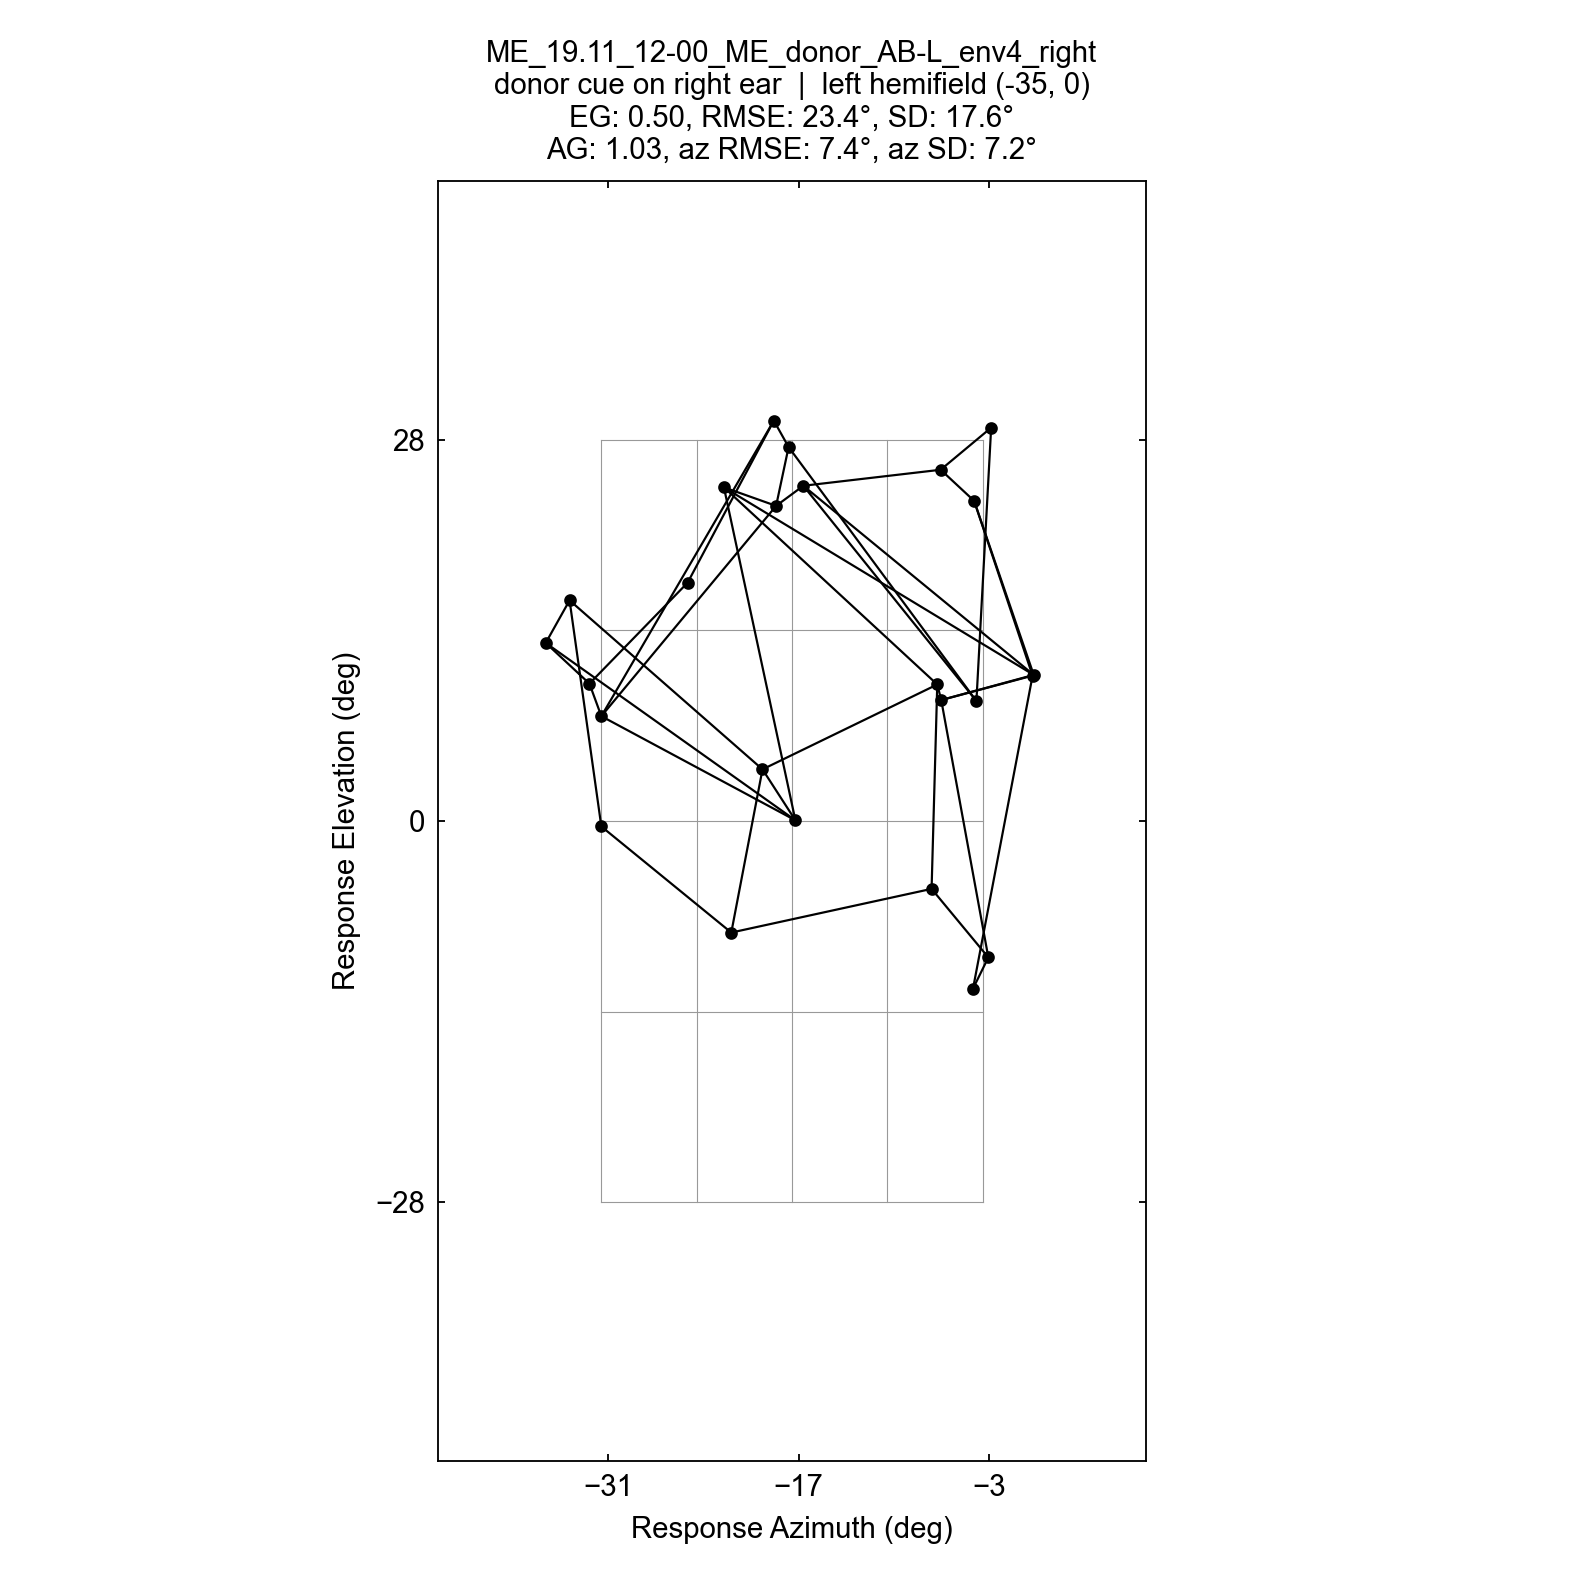 ME_19.11_12-00_ME_donor_AB-L_env4_right
donor cue on right ear  |  left hemifield (-35, 0)
EG: 0.50, RMSE: 23.4°, SD: 17.6°
AG: 1.03, az RMSE: 7.4°, az SD: 7.2°
28
0
−28
Response Elevation (deg)
−31
−17
−3
Response Azimuth (deg)